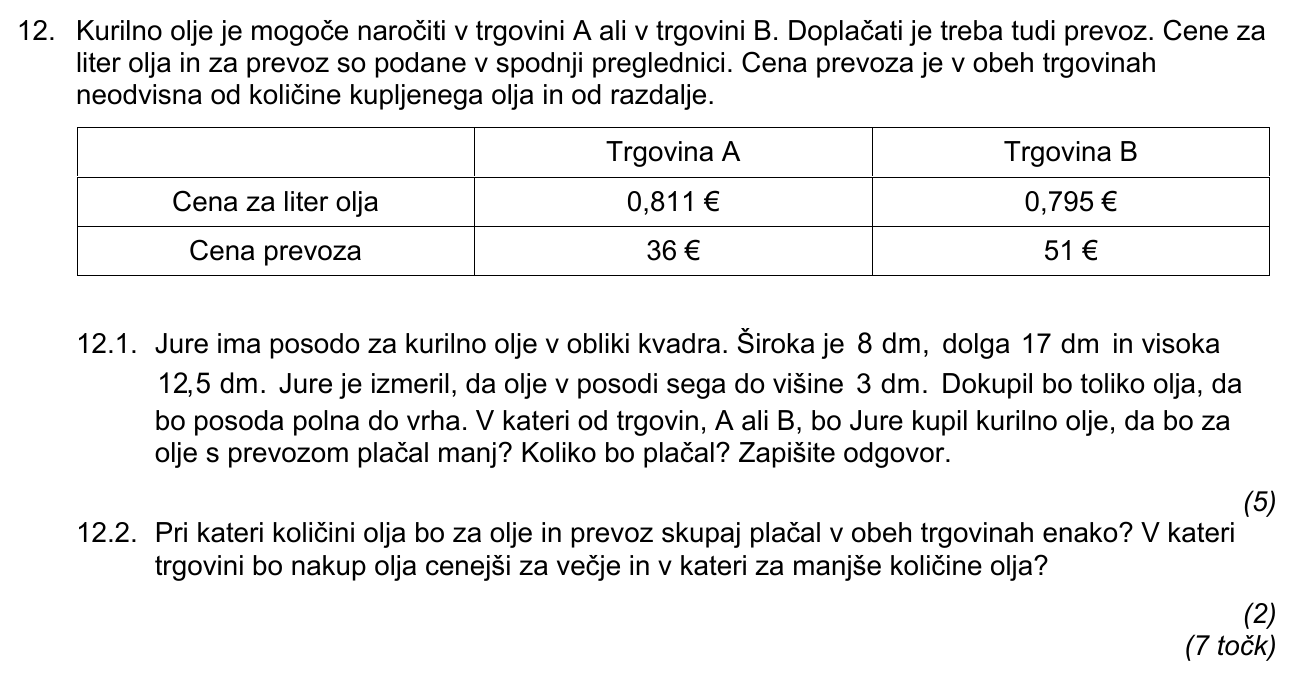 12. Kurilno olje je mogoče naročiti v trgovini A ali v trgovini B. Doplačati je treba tudi prevoz. Cene za
liter olja in za prevoz so podane v spodnji preglednici. Cena prevoza je v obeh trgovinah
neodvisna od količine kupljenega olja in od razdalje.
Trgovina A Trgovina B
Cena za liter olja 0,811 € 0,795 €
Cena prevoza 36 € 51 €
12.1. Jure ima posodo za kurilno olje v obliki kvadra. Široka je 8 dm, dolga 17 dm in visoka
12,5 dm. Jure je izmeril, da olje v posodi sega do višine 3 dm. Dokupil bo toliko olja, da
bo posoda polna do vrha. V kateri od trgovin, A ali B, bo Jure kupil kurilno olje, da bo za
olje s prevozom plačal manj? Koliko bo plačal? Zapišite odgovor.
(5)
12.2. Pri kateri količini olja bo za olje in prevoz skupaj plačal v obeh trgovinah enako? V kateri
trgovini bo nakup olja cenejši za večje in v kateri za manjše količine olja?
(2)
(7 točk)